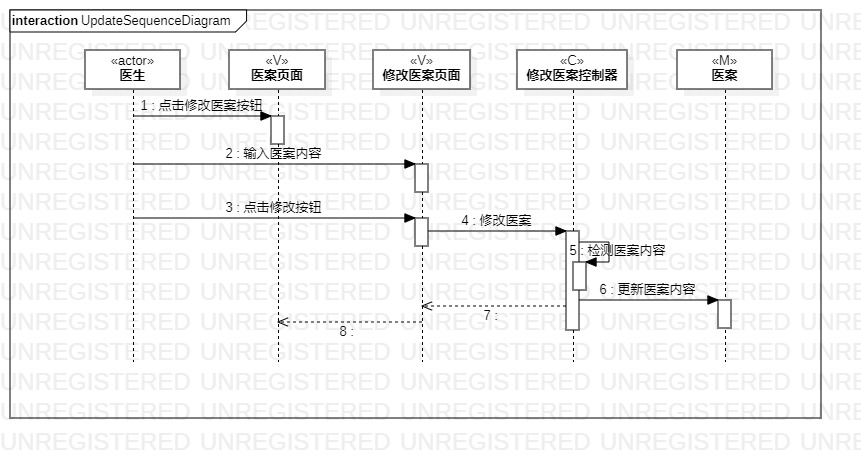 interaction UpdateSequenceDiagram
«actor»
医生
«V»
医案页面
«V»
修改医案页面
«C»
修改医案控制器
«M»
医案
1 : 点击修改医案按钮
2 : 输入医案内容
3 : 点击修改按钮
4 : 修改医案
5 : 检测医案内容
6 : 更新医案内容
7 :
8 :
UNREGISTERED UNREGISTERED UNREGISTERED UNREGISTERED